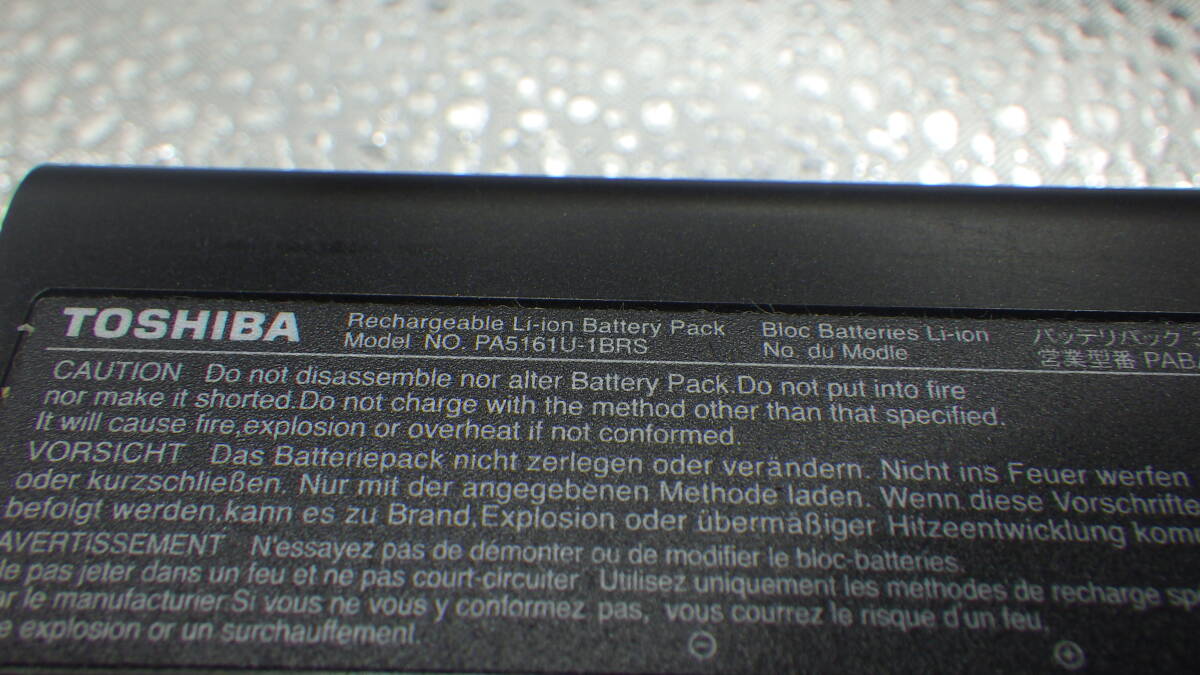 TOSHIBA
Rechargeable Li-ion Battery Pack
Model NO. PA5161U-1BRS
Bloc Batteries Li-ion
No. du Modle
バッテリパック
営業型番 PABA
CAUTION Do not disassemble nor alter Battery Pack.Do not put into fire
nor make it shorted.Do not charge with the method other than that specified.
It will cause fire,explosion or overheat if not conformed.
VORSICHT Das Batteriepack nicht zerlegen oder verändern. Nicht ins Feuer werfen
oder kurzschließen. Nur mit der angegebenen Methode laden. Wenn diese Vorschrifte
befolgt werden,kann es zu Brand,Explosion oder übermäßiger Hitzeentwicklung kom
AVERTISSEMENT N'essayez pas de démonter ou de modifier le bloc-batteries.
le pas jeter dans un feu et ne pas court-circuiter Utilisez uniquement les méthodes de recharge sp
ar le manufacturier.Si vous ne vous y conformez pas, vous courrez le risque d'un feu,
e explosion or un surchauffement.